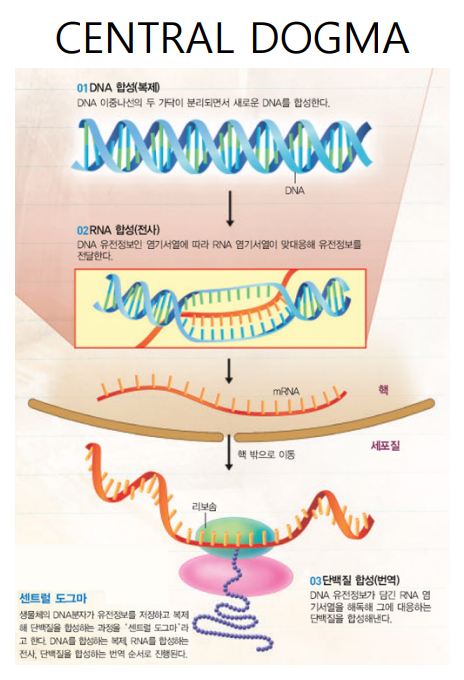 CENTRAL DOGMA
01 DNA 합성(복제)
DNA 이중나선의 두 가닥이 분리되면서 새로운 DNA를 합성한다.
DNA
02 RNA 합성(전사)
DNA 유전정보인 염기서열에 따라 RNA 염기서열이 맞대응해 유전정보를
전달한다.
mRNA
핵
세포질
핵 밖으로 이동
리보솜
03 단백질 합성(번역)
DNA 유전정보가 담긴 RNA 염
기서열을 해독해 그에 대응하는
단백질을 합성해낸다.
센트럴 도그마
생물체의 DNA분자가 유전정보를 저장하고 복제
해 단백질을 합성하는 과정을 '센트럴 도그마'라
고 한다. DNA를 합성하는 복제, RNA를 합성하는
전사, 단백질을 합성하는 번역 순서로 진행된다.